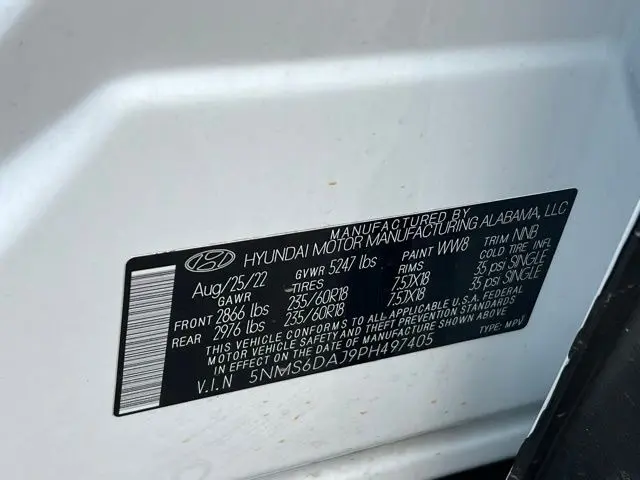 MANUFACTURED BY
HYUNDAI MOTOR MANUFACTURING ALABAMA, LLC
Aug/25/22 GVWR 5247 lbs PAINT WW8 TRIM NNB
GAWR TIRES RIMS COLD TIRE INFL
FRONT 2866 lbs 235/60R18 7.5JX18 35 psi SINGLE
REAR 2976 lbs 235/60R18 7.5JX18 35 psi SINGLE
THIS VEHICLE CONFORMS TO ALL APPLICABLE U.S.A. FEDERAL
MOTOR VEHICLE SAFETY AND THEFT PREVENTION STANDARDS
IN EFFECT ON THE DATE OF MANUFACTURE SHOWN ABOVE.
V.I.N 5NMS6DAJ9PH497405 TYPE: MPV